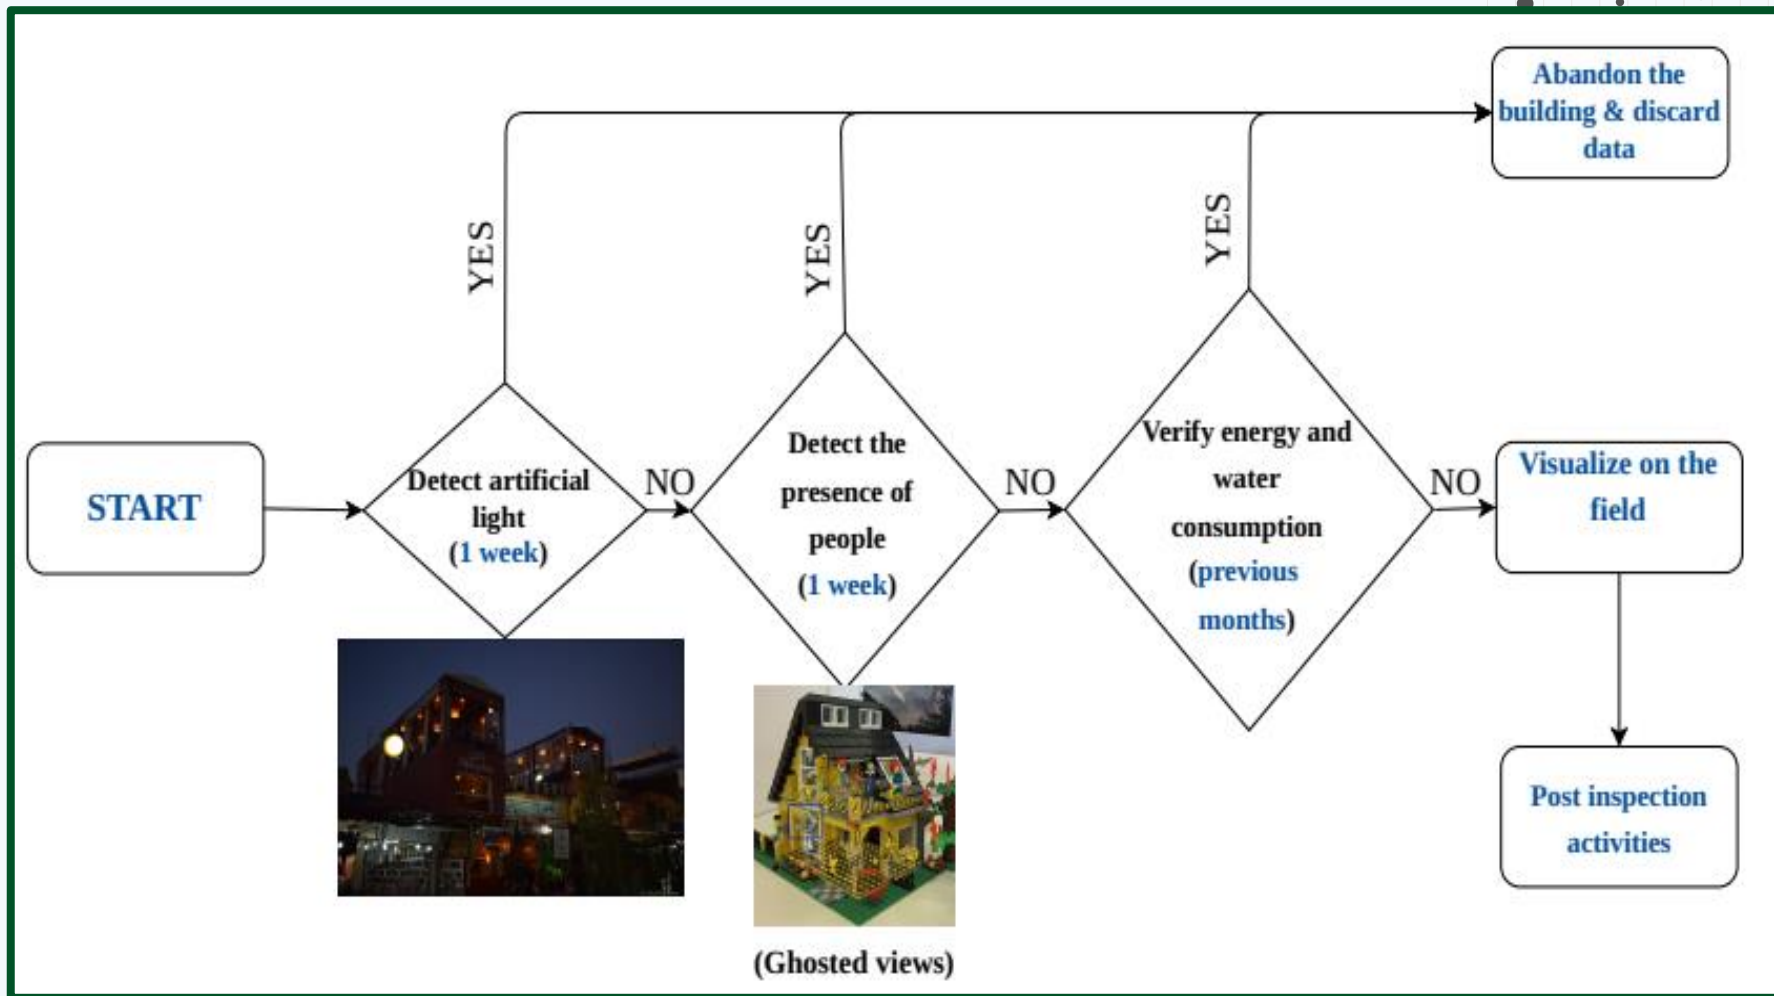 Abandon the
building & discard
data
YES
YES
YES
START
Detect artificial
light
(1 week)
NO
Detect the
presence of
people
(1 week)
NO
Verify energy and
water
consumption
(previous
months)
NO
Visualize on the
field
Post inspection
activities
(Ghosted views)